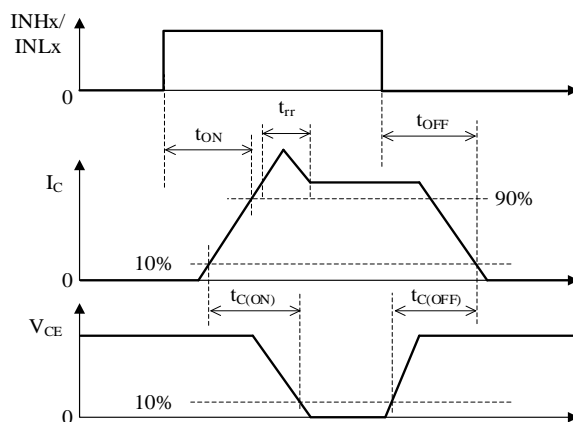 INHx/
INLx
0
tON
trr
tOFF
IC
90%
10%
0
tC(ON)
tC(OFF)
VCE
10%
0